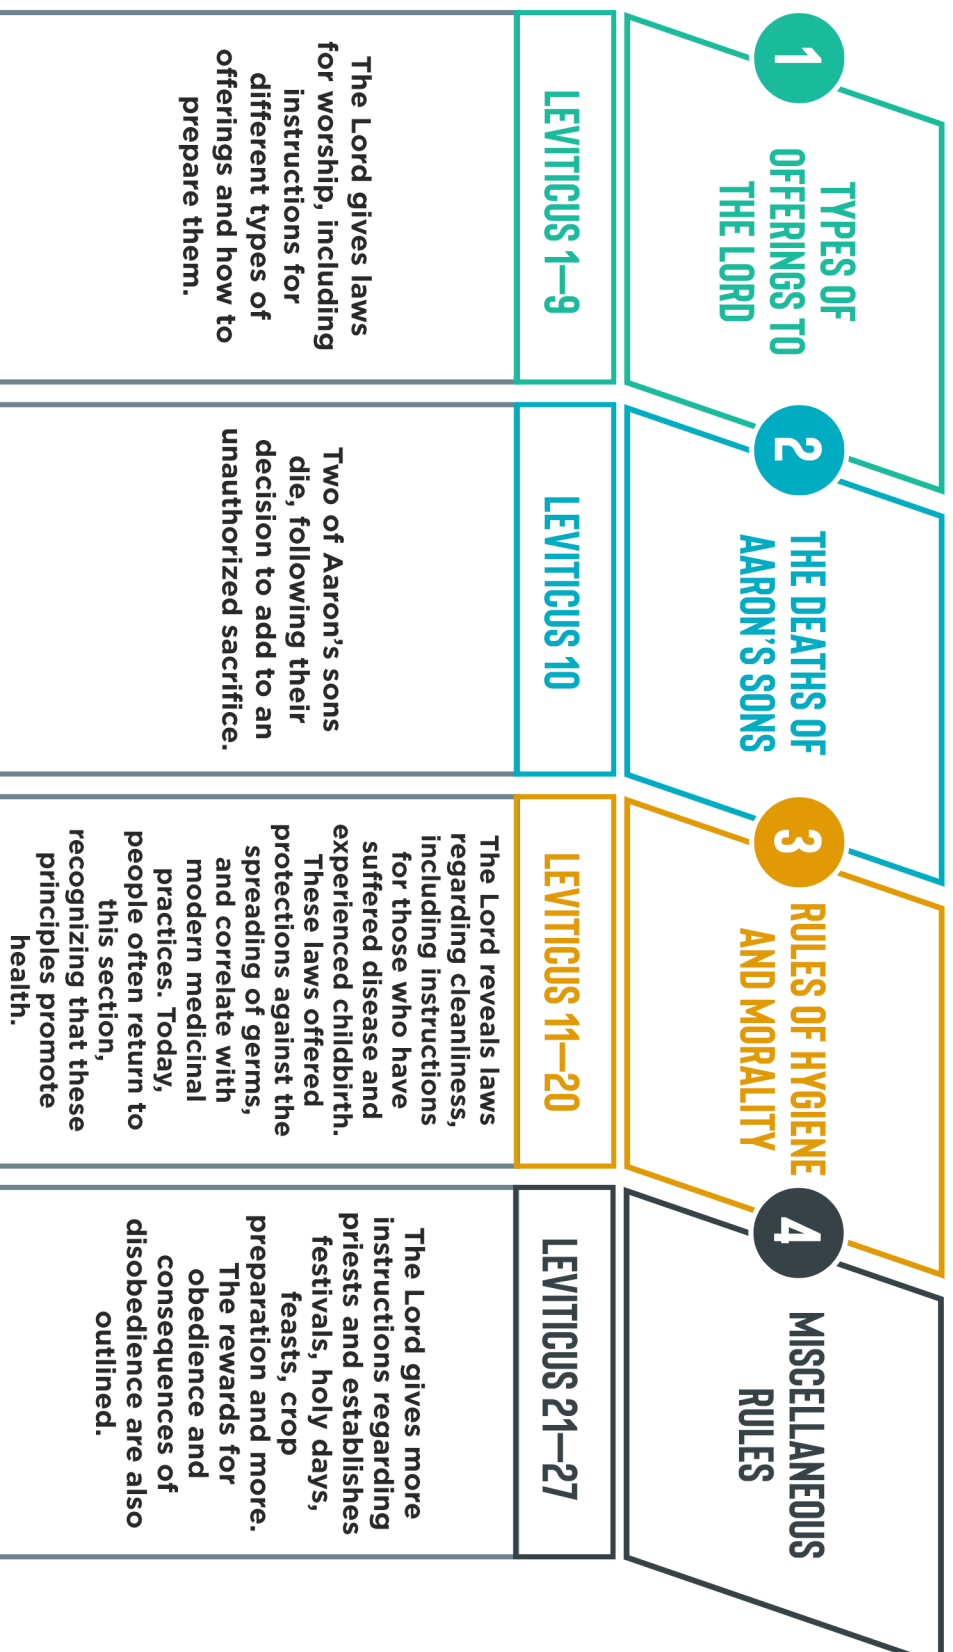 1
TYPES OF
OFFERINGS TO
THE LORD
LEVITICUS 1–9
The Lord gives laws
for worship, including
instructions for
different types of
offerings and how to
prepare them.
2
THE DEATHS OF
AARON'S SONS
LEVITICUS 10
Two of Aaron's sons
die, following their
decision to add to an
unauthorized sacrifice.
3
RULES OF HYGIENE
AND MORALITY
LEVITICUS 11–20
The Lord reveals laws
regarding cleanliness,
including instructions
for those who have
suffered disease and
experienced childbirth.
These laws offered
protections against the
spreading of germs,
and correlate with
modern medicinal
practices. Today,
people often return to
this section,
recognizing that these
principles promote
health.
4
MISCELLANEOUS
RULES
LEVITICUS 21–27
The Lord gives more
instructions regarding
priests and establishes
festivals, holy days,
feasts, crop
preparation and more.
The rewards for
obedience and
consequences of
disobedience are also
outlined.